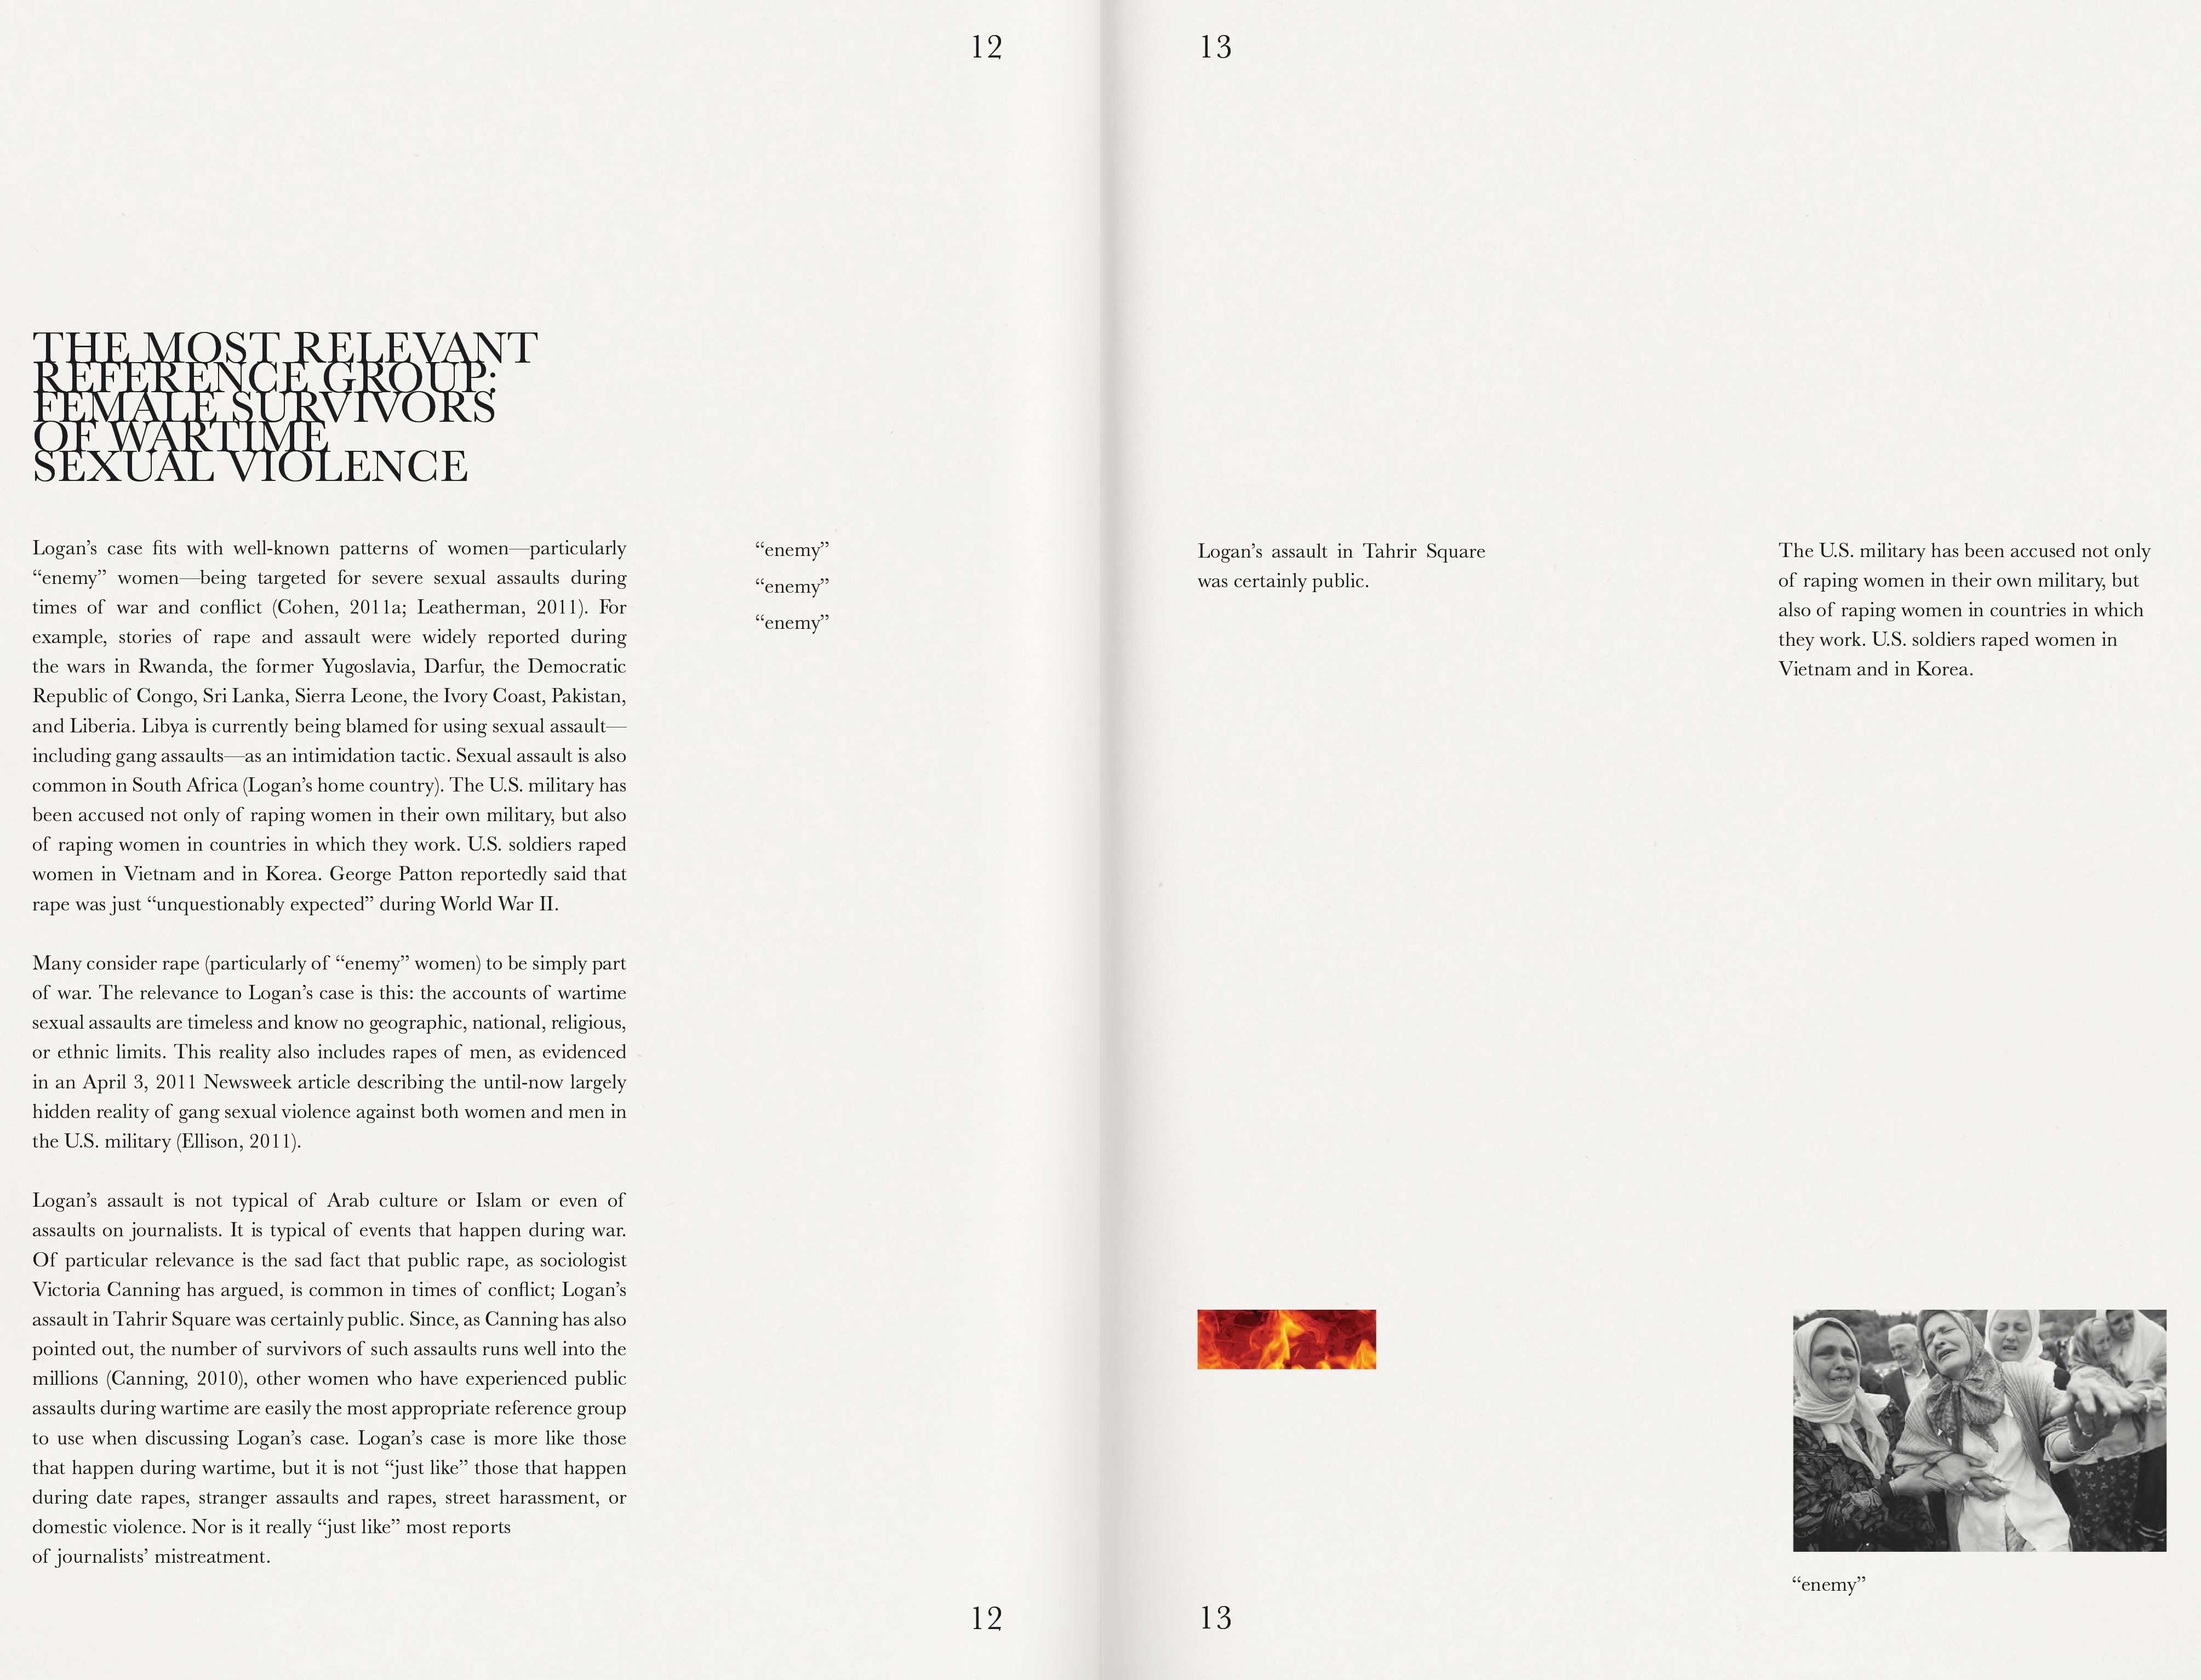 12
THE MOST RELEVANT
REFERENCE GROUP:
FEMALE SURVIVORS
OF WARTIME
SEXUAL VIOLENCE
Logan’s case fits with well-known patterns of women—particularly
“enemy” women—being targeted for severe sexual assaults during
times of war and conflict (Cohen, 2011a; Leatherman, 2011). For
example, stories of rape and assault were widely reported during
the wars in Rwanda, the former Yugoslavia, Darfur, the Democratic
Republic of Congo, Sri Lanka, Sierra Leone, the Ivory Coast, Pakistan,
and Liberia. Libya is currently being blamed for using sexual assault—
including gang assaults—as an intimidation tactic. Sexual assault is also
common in South Africa (Logan’s home country). The U.S. military has
been accused not only of raping women in their own military, but also
of raping women in countries in which they work. U.S. soldiers raped
women in Vietnam and in Korea. George Patton reportedly said that
rape was just “unquestionably expected” during World War II.
Many consider rape (particularly of “enemy” women) to be simply part
of war. The relevance to Logan’s case is this: the accounts of wartime
sexual assaults are timeless and know no geographic, national, religious,
or ethnic limits. This reality also includes rapes of men, as evidenced
in an April 3, 2011 Newsweek article describing the until-now largely
hidden reality of gang sexual violence against both women and men in
the U.S. military (Ellison, 2011).
Logan’s assault is not typical of Arab culture or Islam or even of
assaults on journalists. It is typical of events that happen during war.
Of particular relevance is the sad fact that public rape, as sociologist
Victoria Canning has argued, is common in times of conflict; Logan’s
assault in Tahrir Square was certainly public. Since, as Canning has also
pointed out, the number of survivors of such assaults runs well into the
millions (Canning, 2010), other women who have experienced public
assaults during wartime are easily the most appropriate reference group
to use when discussing Logan’s case. Logan’s case is more like those
that happen during wartime, but it is not “just like” those that happen
during date rapes, stranger assaults and rapes, street harassment, or
domestic violence. Nor is it really “just like” most reports
of journalists’ mistreatment.
“enemy”
“enemy”
“enemy”
12
13
Logan’s assault in Tahrir Square
was certainly public.
The U.S. military has been accused not only
of raping women in their own military, but
also of raping women in countries in which
they work. U.S. soldiers raped women in
Vietnam and in Korea.
“enemy”
13